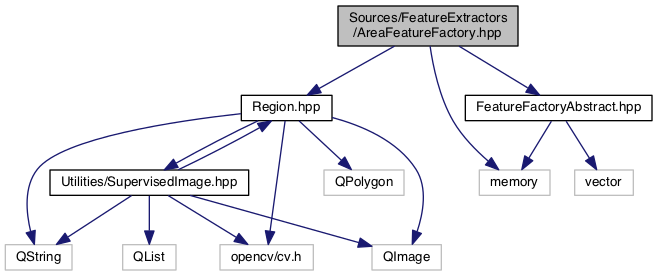 Sources/FeatureExtractors
/AreaFeatureFactory.hpp
Region.hpp
FeatureFactoryAbstract.hpp
Utilities/SupervisedImage.hpp
QPolygon
memory
vector
QString
QList
opencv/cv.h
QImage